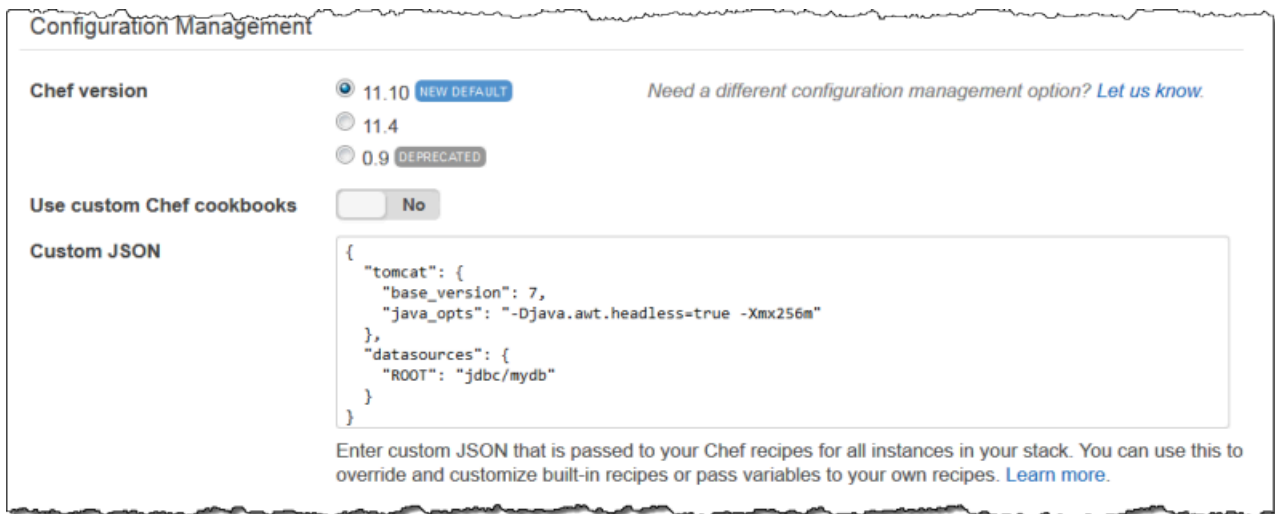 Configuration Management
Chef version
11.10 NEW DEFAULT
Need a different configuration management option? Let us know.
11.4
0.9 DEPRECATED
Use custom Chef cookbooks
No
Custom JSON
{
  "tomcat": {
    "base_version": 7,
    "java_opts": "-Djava.awt.headless=true -Xmx256m"
  },
  "datasources": {
    "ROOT": "jdbc/mydb"
  }
}
Enter custom JSON that is passed to your Chef recipes for all instances in your stack. You can use this to
override and customize built-in recipes or pass variables to your own recipes. Learn more.